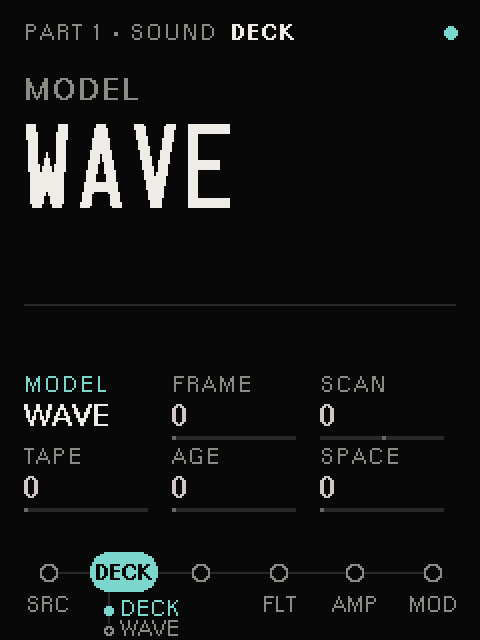 PART 1 · SOUND DECK
MODEL
WAVE
MODEL FRAME SCAN
WAVE 0 0
TAPE AGE SPACE
0 0 0
DECK
SRC DECK FLT AMP MOD
WAVE